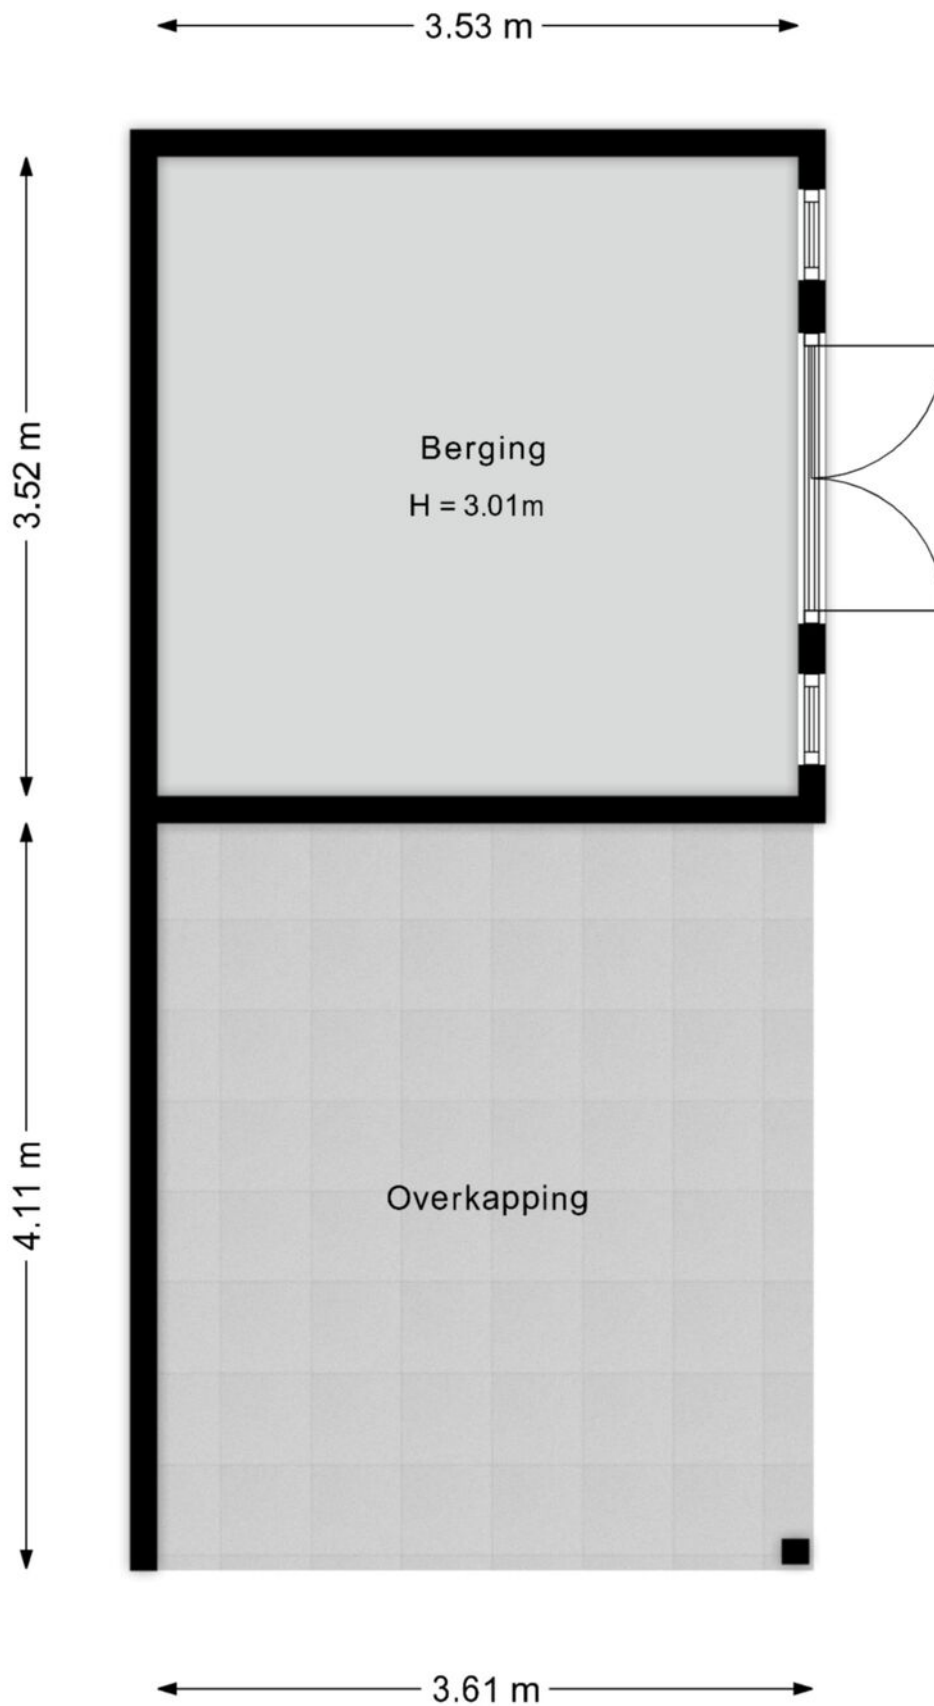 3.53 m
3.52 m
Berging
H = 3.01m
4.11 m
Overkapping
3.61 m